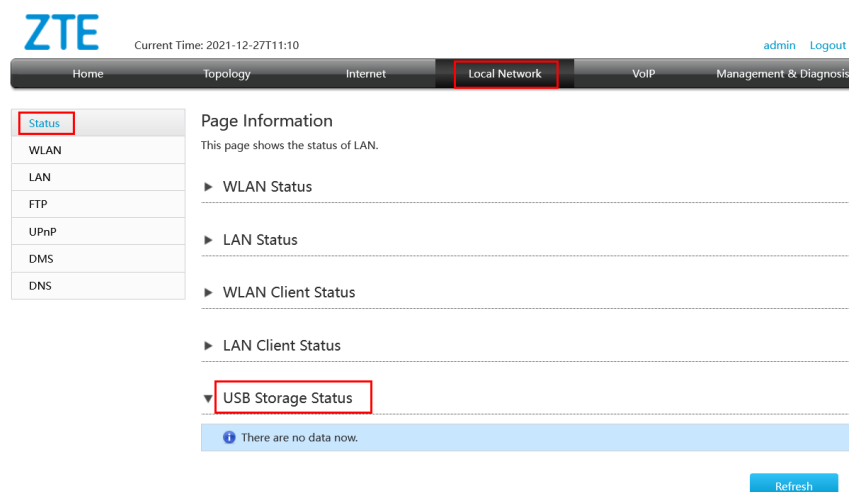 ZTE
Current Time: 2021-12-27T11:10
admin Logout
Home Topology Internet Local Network VoIP Management & Diagnosis
Status
WLAN
LAN
FTP
UPnP
DMS
DNS
Page Information
This page shows the status of LAN.
WLAN Status
LAN Status
WLAN Client Status
LAN Client Status
USB Storage Status
There are no data now.
Refresh